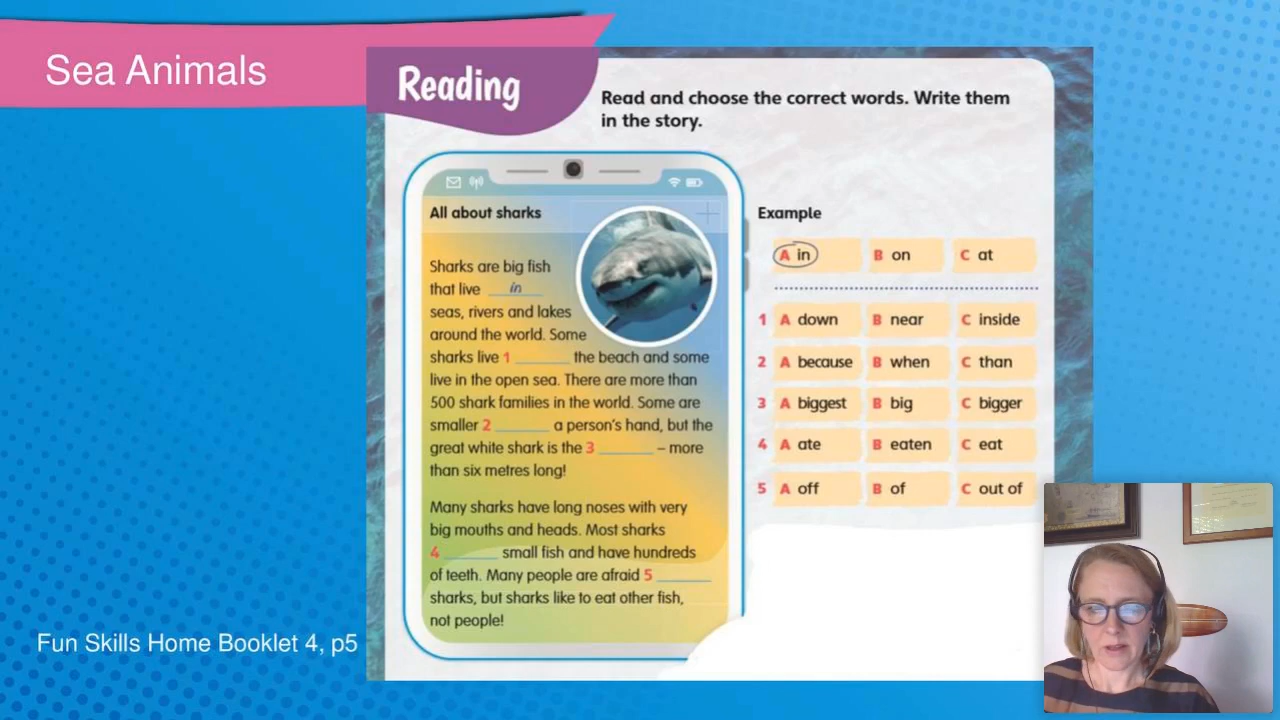 Sea Animals
Reading
Read and choose the correct words. Write them
in the story.
All about sharks
Sharks are big fish
that live in
seas, rivers and lakes
around the world. Some
sharks live 1 ______ the beach and some
live in the open sea. There are more than
500 shark families in the world. Some are
smaller 2 ______ a person's hand, but the
great white shark is the 3 ______ – more
than six metres long!
Many sharks have long noses with very
big mouths and heads. Most sharks
4 ______ small fish and have hundreds
of teeth. Many people are afraid 5 ______
sharks, but sharks like to eat other fish,
not people!
Example
A in B on C at
1 A down B near C inside
2 A because B when C than
3 A biggest B big C bigger
4 A ate B eaten C eat
5 A off B of C out of
Fun Skills Home Booklet 4, p5